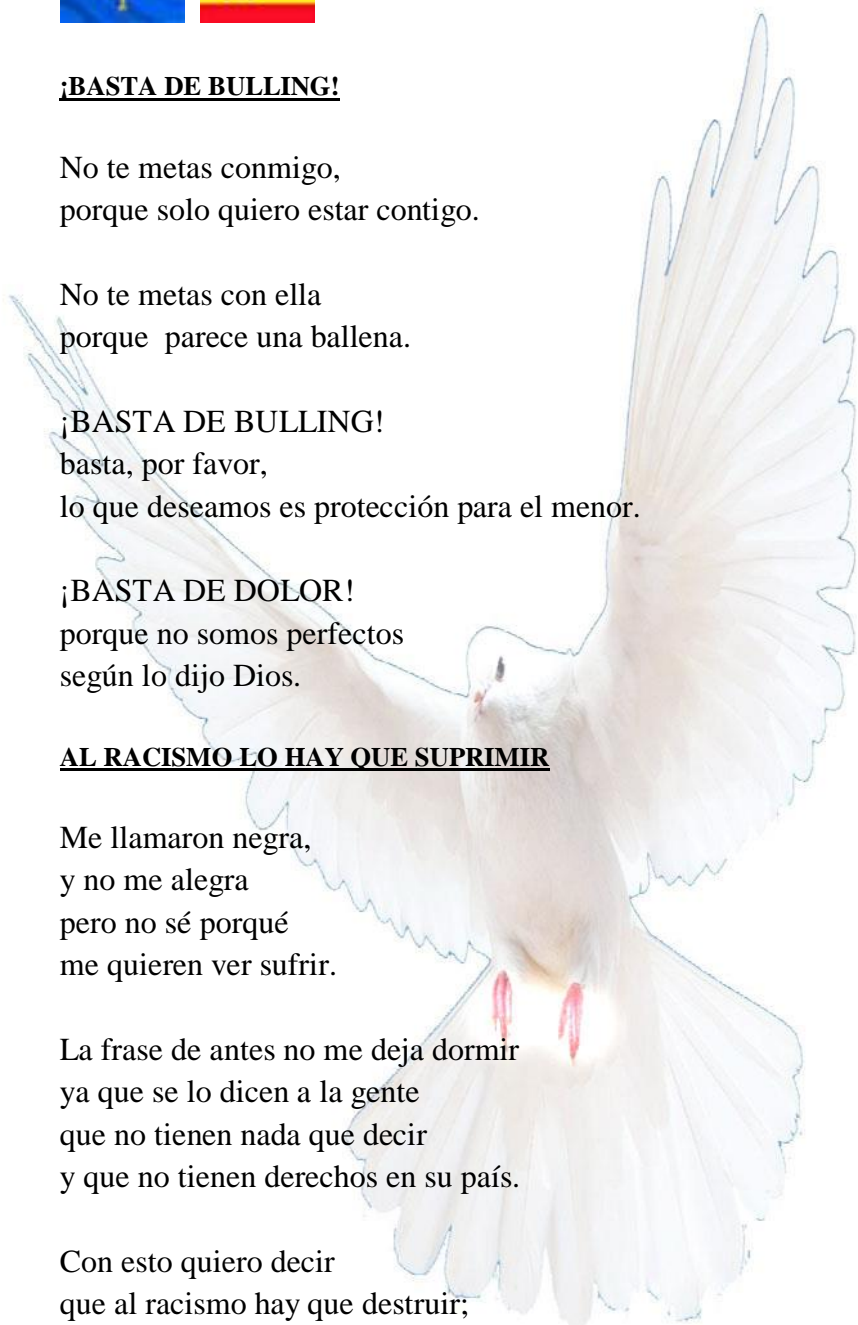 ¡BASTA DE BULLING!
No te metas conmigo,
porque solo quiero estar contigo.
No te metas con ella
porque parece una ballena.
¡BASTA DE BULLING!
basta, por favor,
lo que deseamos es protección para el menor.
¡BASTA DE DOLOR!
porque no somos perfectos
según lo dijo Dios.
AL RACISMO LO HAY QUE SUPRIMIR
Me llamaron negra,
y no me alegra
pero no sé porqué
me quieren ver sufrir.
La frase de antes no me deja dormir
ya que se lo dicen a la gente
que no tienen nada que decir
y que no tienen derechos en su país.
Con esto quiero decir
que al racismo hay que destruir;